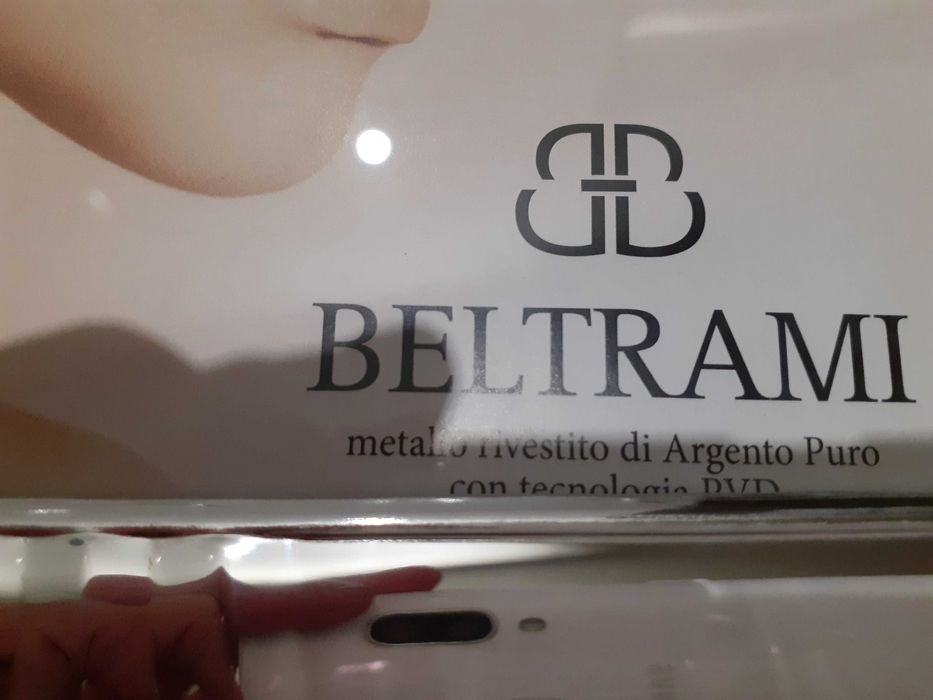 BELTRAMI
metallo rivestito di Argento Puro
con tecnologia PVD